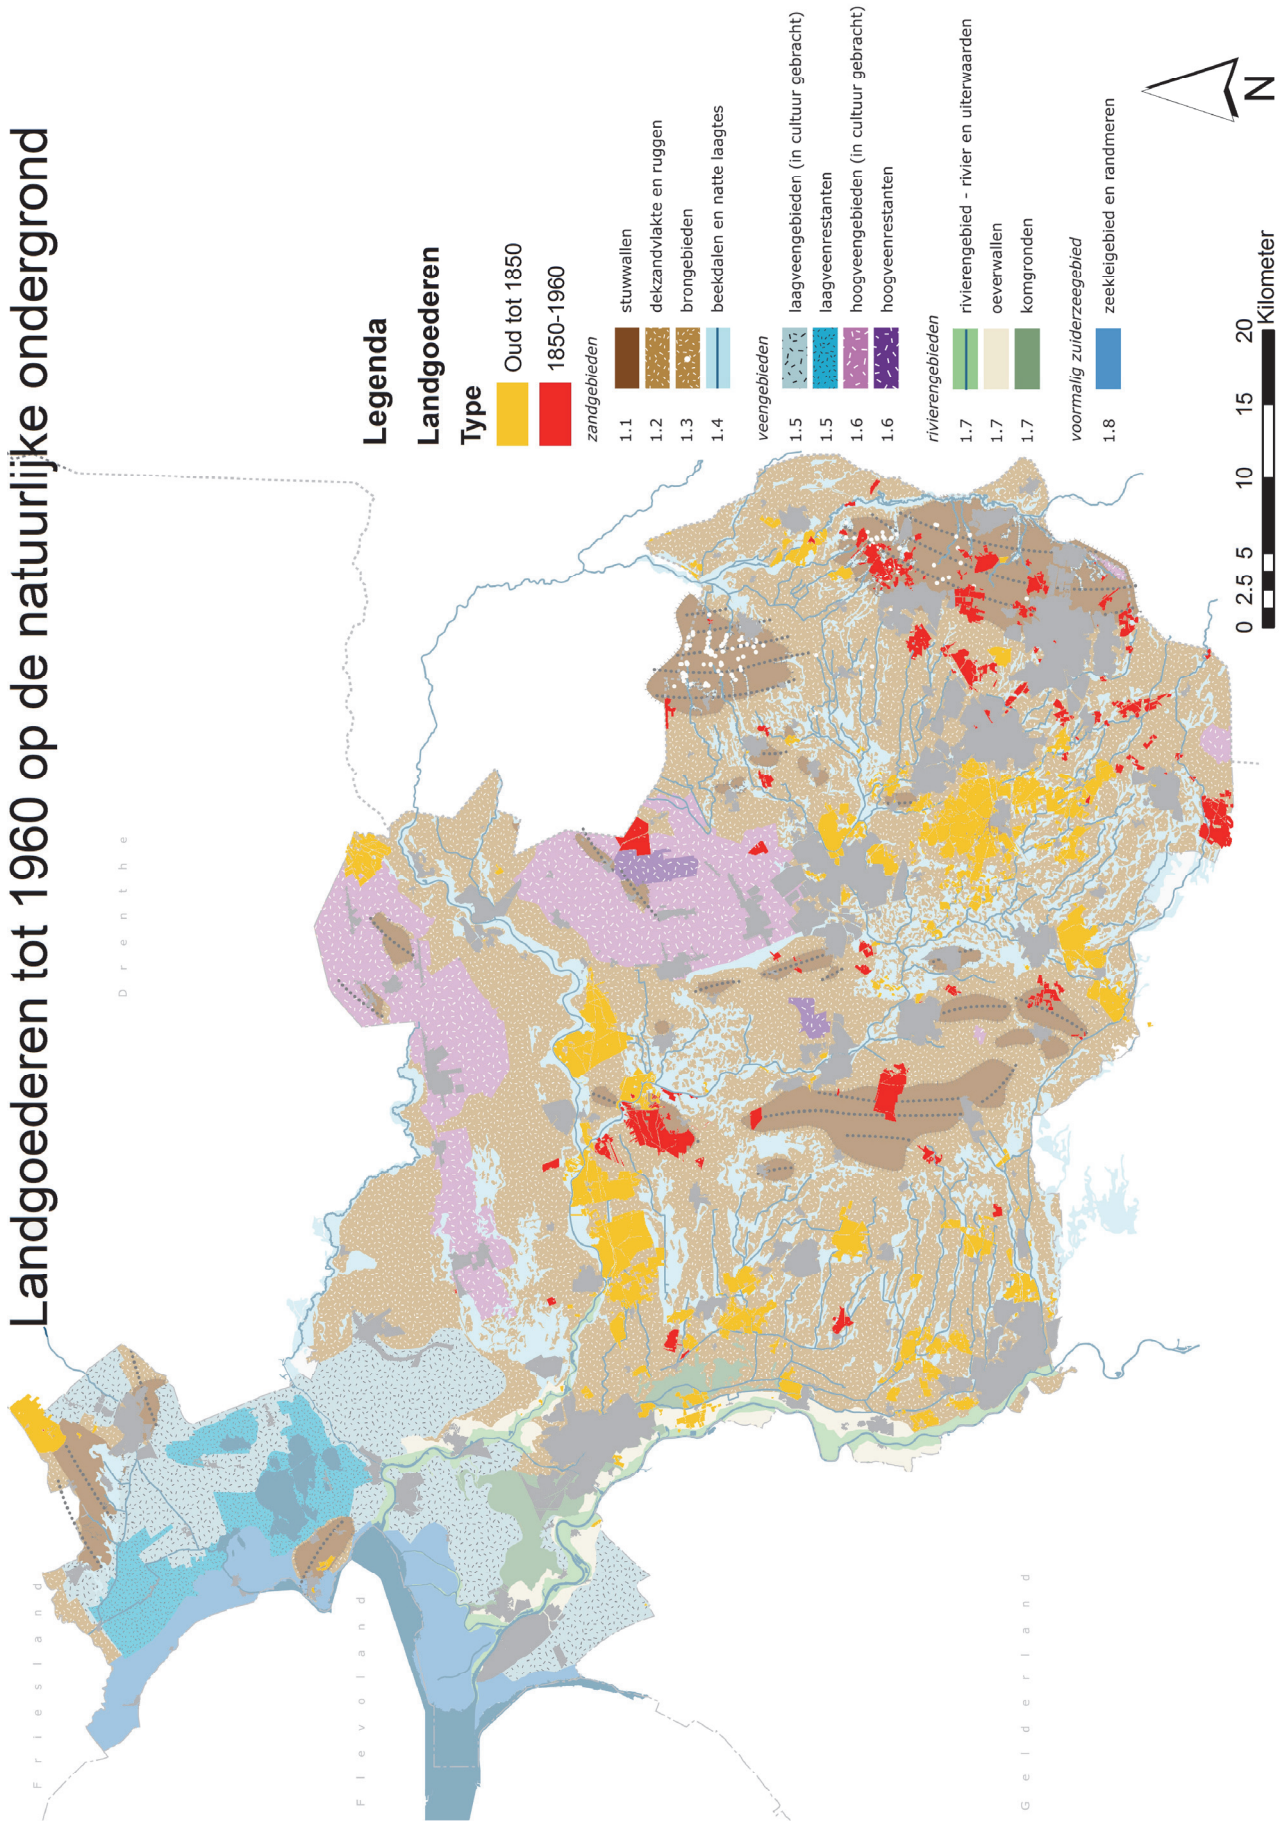 Landgoederen tot 1960 op de natuurlijke ondergrond
Friesland
Drenthe
Flevoland
Gelderland
Legenda
Landgoederen
Type
Oud tot 1850
1850-1960
zandgebieden
1.1 stuwwallen
1.2 dekzandvlakte en ruggen
1.3 brongebieden
1.4 beekdalen en natte laagtes
veengebieden
1.5 laagveengebieden (in cultuur gebracht)
1.5 laagveenrestanten
1.6 hoogveengebieden (in cultuur gebracht)
1.6 hoogveenrestanten
rivierengebieden
1.7 rivierengebied - rivier en uiterwaarden
1.7 oeverwallen
1.7 komgronden
voormalig zuiderzeegebied
1.8 zeekleigebied en randmeren
0 2.5 5 10 15 20
Kilometer
N